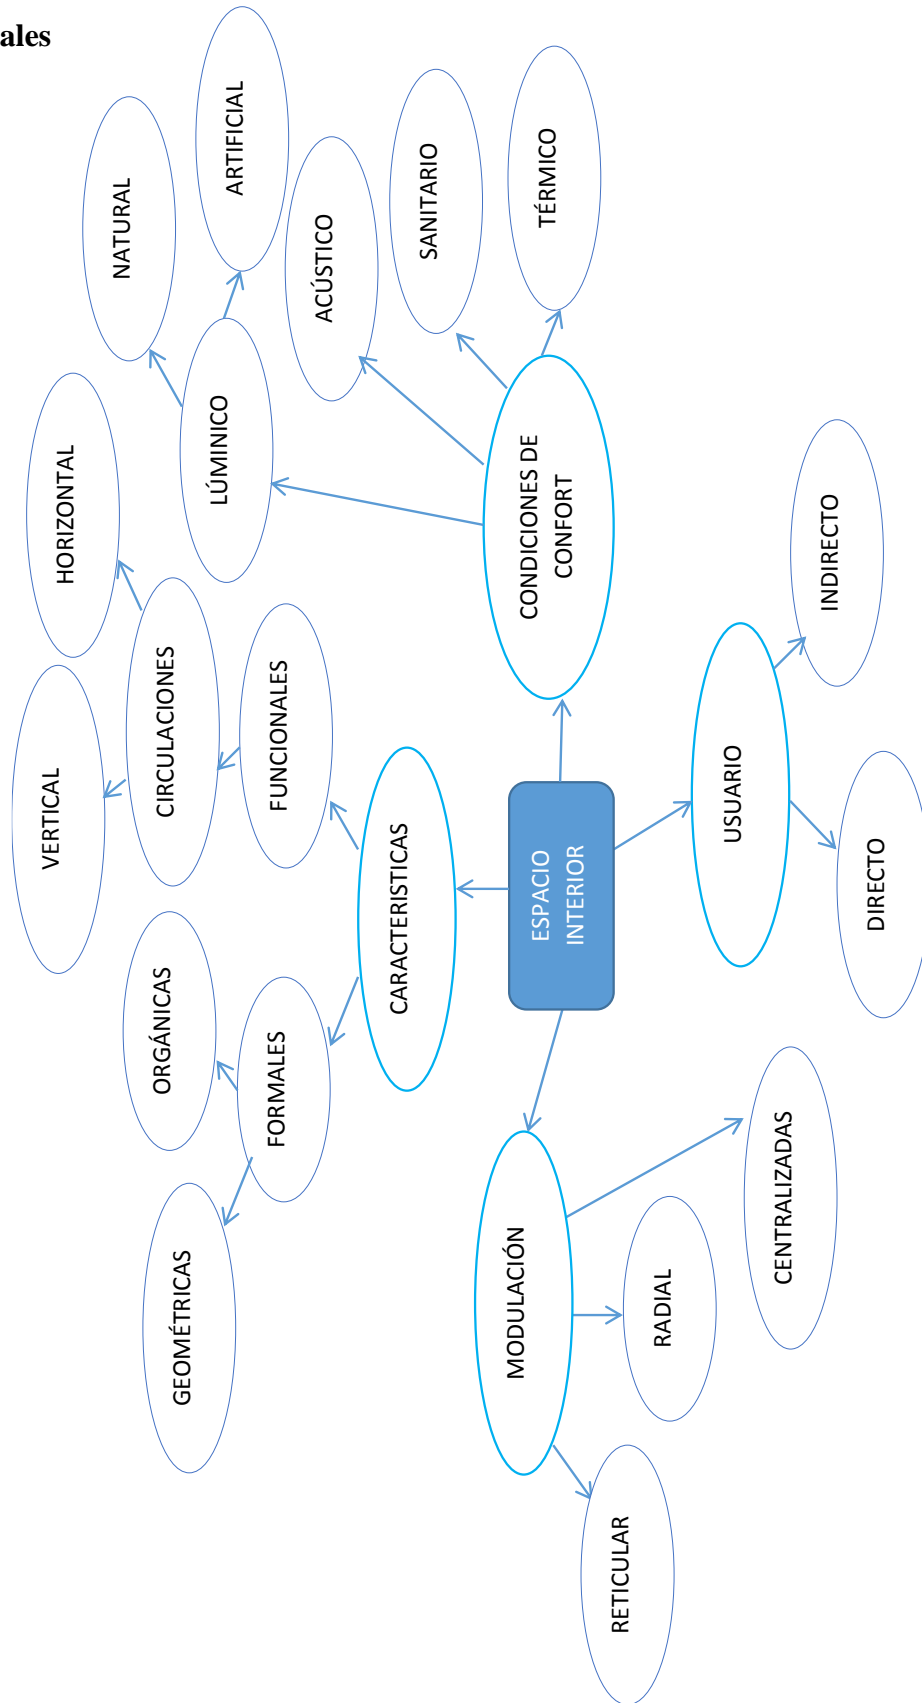 ales
GEOMÉTRICAS
ORGÁNICAS
VERTICAL
HORIZONTAL
NATURAL
ARTIFICIAL
FORMALES
CIRCULACIONES
FUNCIONALES
LÚMINICO
ACÚSTICO
SANITARIO
TÉRMICO
CARACTERISTICAS
CONDICIONES DE
CONFORT
ESPACIO
INTERIOR
MODULACIÓN
USUARIO
RETICULAR
RADIAL
CENTRALIZADAS
DIRECTO
INDIRECTO